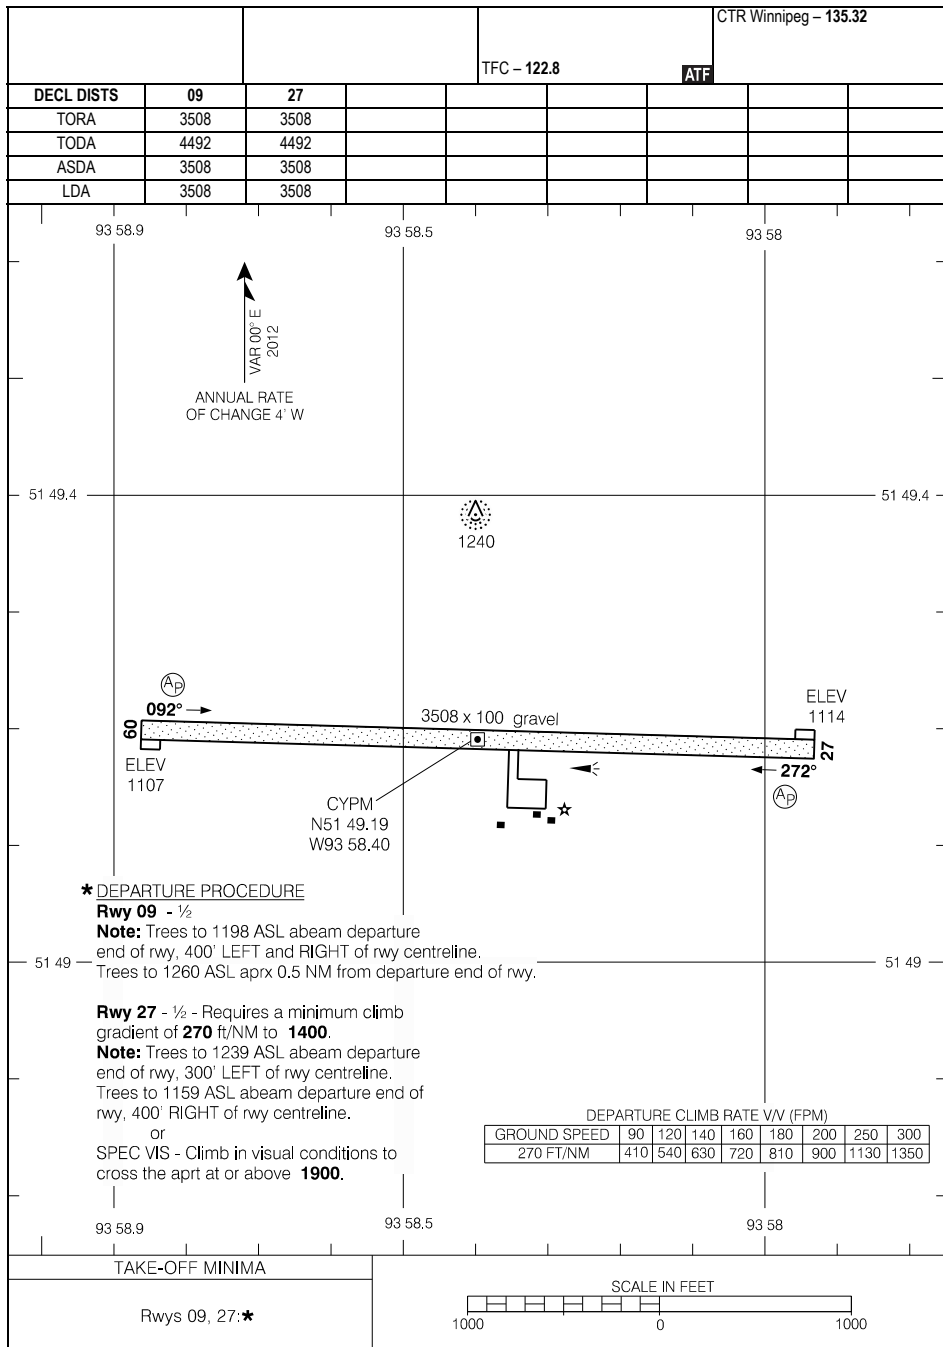 CTR Winnipeg – 135.32
TFC – 122.8 ATF
DECL DISTS 09 27
TORA 3508 3508
TODA 4492 4492
ASDA 3508 3508
LDA 3508 3508
93 58.9 93 58.5 93 58
VAR 00° E
2012
ANNUAL RATE
OF CHANGE 4' W
51 49.4 51 49.4
1240
AP
092°
ELEV
1114
3508 x 100 gravel
09
27
ELEV
1107
272°
AP
CYPM
N51 49.19
W93 58.40
* DEPARTURE PROCEDURE
Rwy 09 - ½
Note: Trees to 1198 ASL abeam departure
end of rwy, 400' LEFT and RIGHT of rwy centreline.
Trees to 1260 ASL aprx 0.5 NM from departure end of rwy.
51 49 51 49
Rwy 27 - ½ - Requires a minimum climb
gradient of 270 ft/NM to 1400.
Note: Trees to 1239 ASL abeam departure
end of rwy, 300' LEFT of rwy centreline.
Trees to 1159 ASL abeam departure end of
rwy, 400' RIGHT of rwy centreline.
or
SPEC VIS - Climb in visual conditions to
cross the aprt at or above 1900.
DEPARTURE CLIMB RATE V/V (FPM)
GROUND SPEED 90 120 140 160 180 200 250 300
270 FT/NM 410 540 630 720 810 900 1130 1350
93 58.9 93 58.5 93 58
TAKE-OFF MINIMA
Rwys 09, 27:*
SCALE IN FEET
1000 0 1000